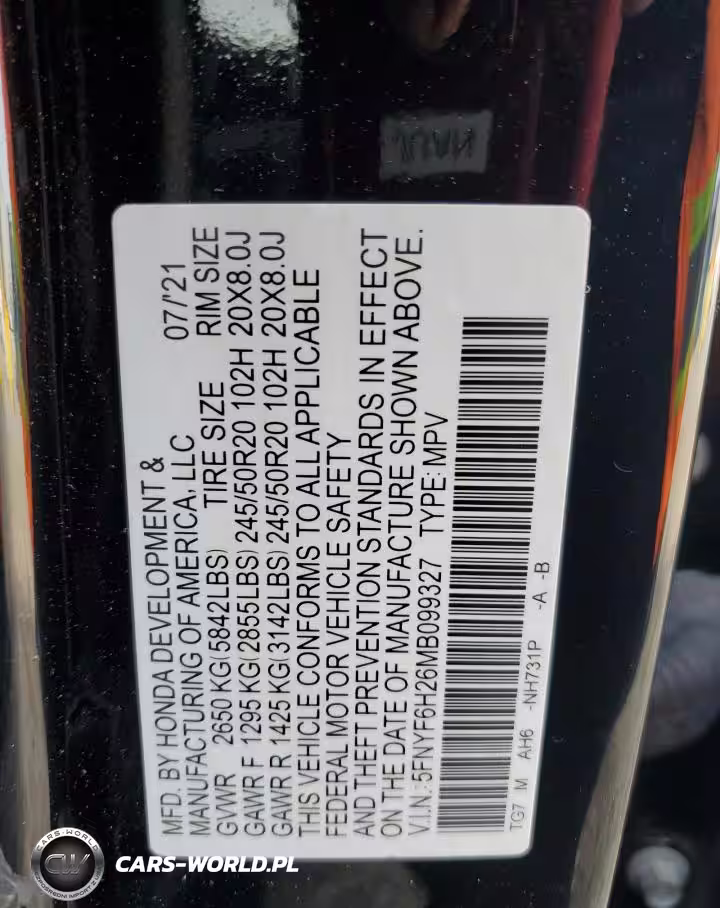 MFD. BY HONDA DEVELOPMENT &
MANUFACTURING OF AMERICA, LLC 07/'21
GVWR 2650 KG(5842LBS) TIRE SIZE RIM SIZE
GAWR F 1295 KG(2855LBS) 245/50R20 102H 20X8.0J
GAWR R 1425 KG(3142LBS) 245/50R20 102H 20X8.0J
THIS VEHICLE CONFORMS TO ALL APPLICABLE
FEDERAL MOTOR VEHICLE SAFETY
AND THEFT PREVENTION STANDARDS IN EFFECT
ON THE DATE OF MANUFACTURE SHOWN ABOVE.
V.I.N.:5FNYF6H26MB099327 TYPE: MPV
TG7 M AH6 -NH731P -A -B
CARS-WORLD
CW
CARS-WORLD.PL